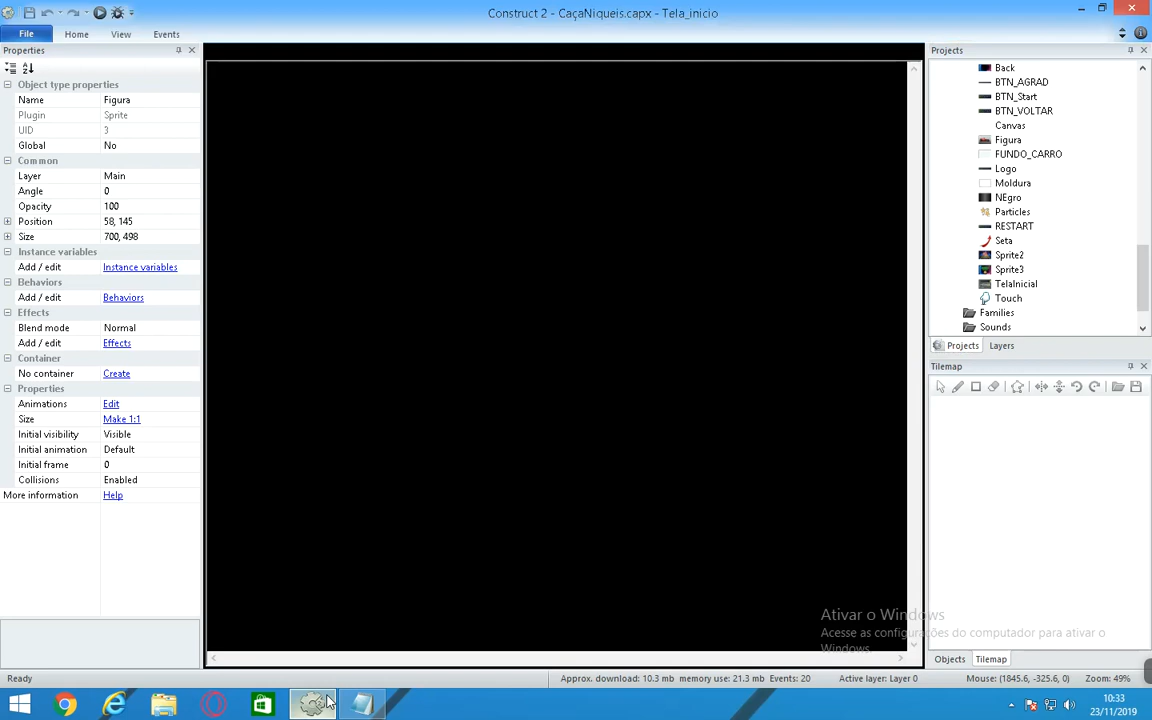 Construct 2 - CaçaNiqueis.capx - Tela_inicio
File Home View Events
Properties
Object type properties
Name Figura
Plugin Sprite
UID 3
Global No
Common
Layer Main
Angle 0
Opacity 100
Position 58, 145
Size 700, 498
Instance variables
Add / edit Instance variables
Behaviors
Add / edit Behaviors
Effects
Blend mode Normal
Add / edit Effects
Container
No container Create
Properties
Animations Edit
Size Make 1:1
Initial visibility Visible
Initial animation Default
Initial frame 0
Collisions Enabled
More information Help
Projects
Back
BTN_AGRAD
BTN_Start
BTN_VOLTAR
Canvas
Figura
FUNDO_CARRO
Logo
Moldura
NEgro
Particles
RESTART
Seta
Sprite2
Sprite3
TelaInicial
Touch
Families
Sounds
Projects Layers
Tilemap
Ativar o Windows
Acesse as configurações do computador para ativar o
Windows.
Objects Tilemap
Ready Approx. download: 10.3 mb memory use: 21.3 mb Events: 20 Active layer: Layer 0 Mouse: (1845.6, -325.6, 0) Zoom: 49%
10:33
23/11/2019